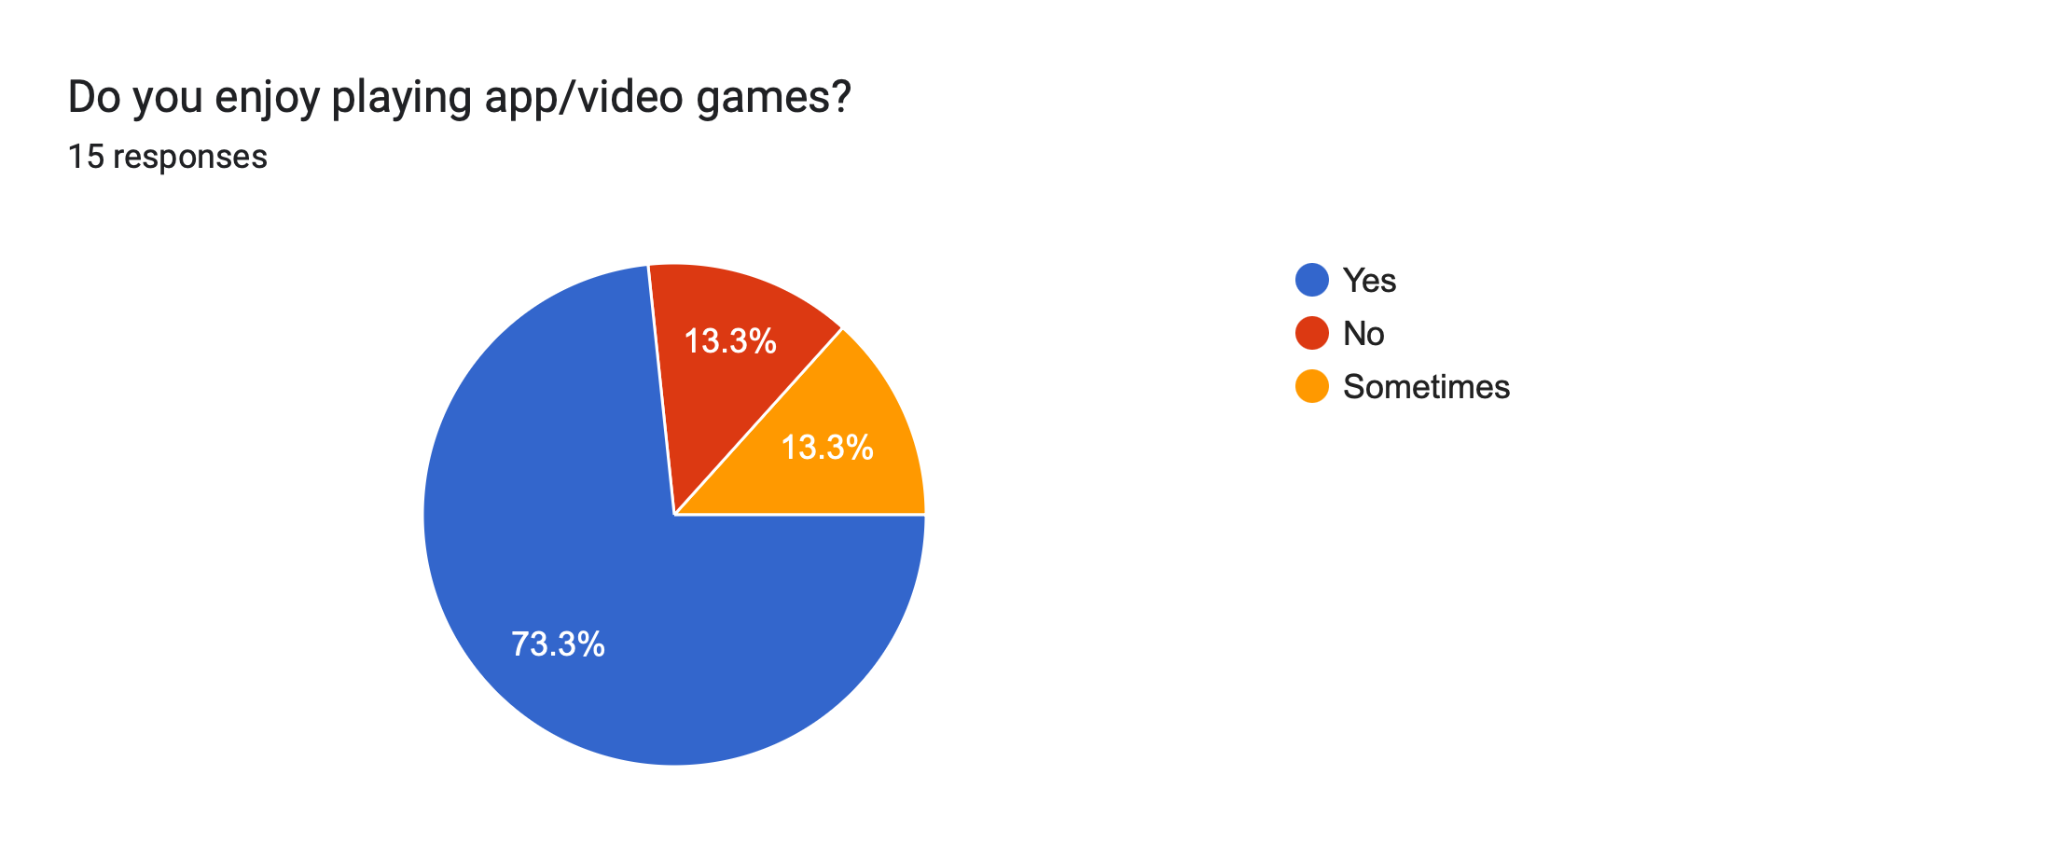 Do you enjoy playing app/video games?
15 responses
13.3%
13.3%
73.3%
Yes
No
Sometimes